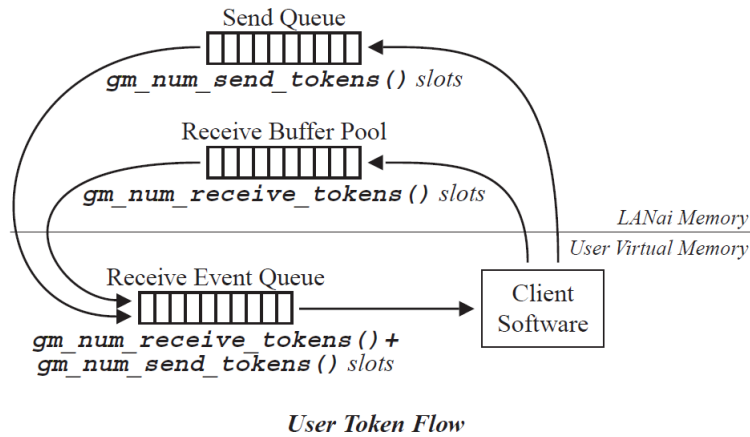 Send Queue
gm_num_send_tokens() slots
Receive Buffer Pool
gm_num_receive_tokens() slots
LANai Memory
User Virtual Memory
Receive Event Queue
gm_num_receive_tokens()+
gm_num_send_tokens() slots
Client
Software
User Token Flow